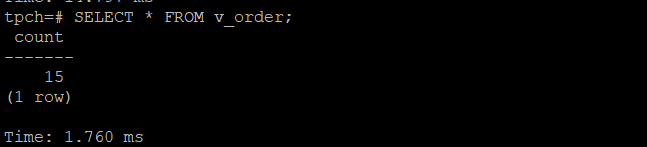 tpch=# SELECT * FROM v_order;
count
-------
15
(1 row)
Time: 1.760 ms